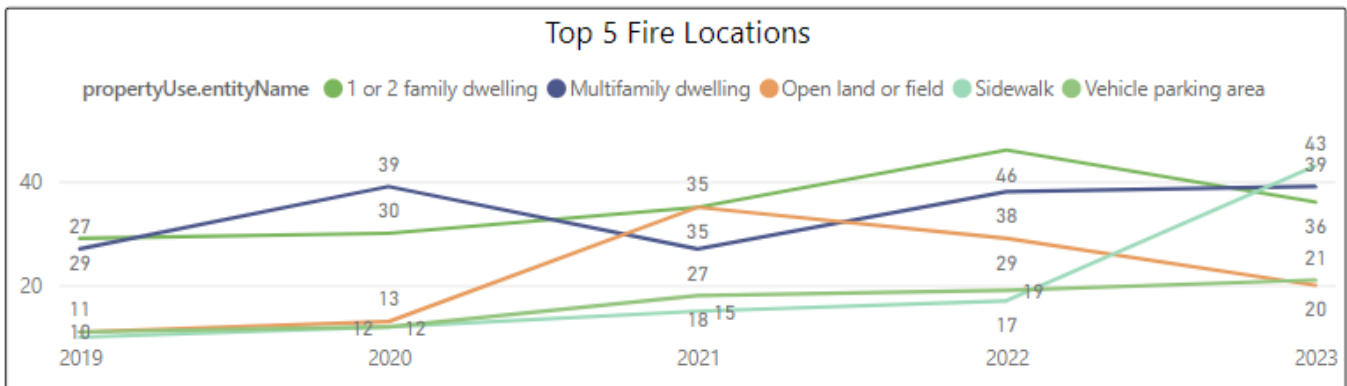 Top 5 Fire Locations
propertyUse.entityName 1 or 2 family dwelling Multifamily dwelling Open land or field Sidewalk Vehicle parking area
43
39 39
40 35 46
27 30 35 38 36
29 27 29 21
20
11 13 19
10 12 12 18 15 17 20
2019 2020 2021 2022 2023